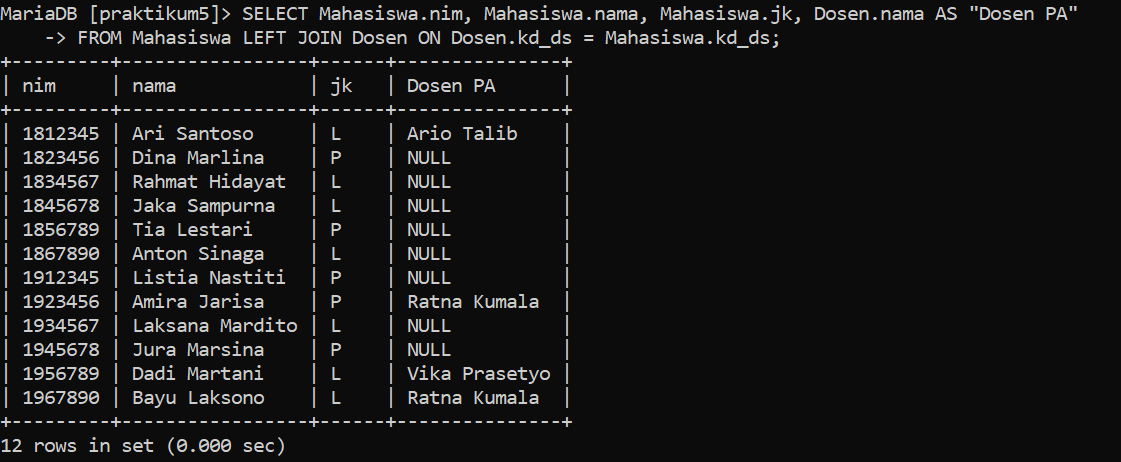 MariaDB [praktikum5]> SELECT Mahasiswa.nim, Mahasiswa.nama, Mahasiswa.jk, Dosen.nama AS "Dosen PA"
    -> FROM Mahasiswa LEFT JOIN Dosen ON Dosen.kd_ds = Mahasiswa.kd_ds;
+---------+-----------------+------+---------------+
| nim     | nama            | jk   | Dosen PA      |
+---------+-----------------+------+---------------+
| 1812345 | Ari Santoso     | L    | Ario Talib    |
| 1823456 | Dina Marlina    | P    | NULL          |
| 1834567 | Rahmat Hidayat  | L    | NULL          |
| 1845678 | Jaka Sampurna   | L    | NULL          |
| 1856789 | Tia Lestari     | P    | NULL          |
| 1867890 | Anton Sinaga    | L    | NULL          |
| 1912345 | Listia Nastiti  | P    | NULL          |
| 1923456 | Amira Jarisa    | P    | Ratna Kumala  |
| 1934567 | Laksana Mardito | L    | NULL          |
| 1945678 | Jura Marsina    | P    | NULL          |
| 1956789 | Dadi Martani    | L    | Vika Prasetyo |
| 1967890 | Bayu Laksono    | L    | Ratna Kumala  |
+---------+-----------------+------+---------------+
12 rows in set (0.000 sec)